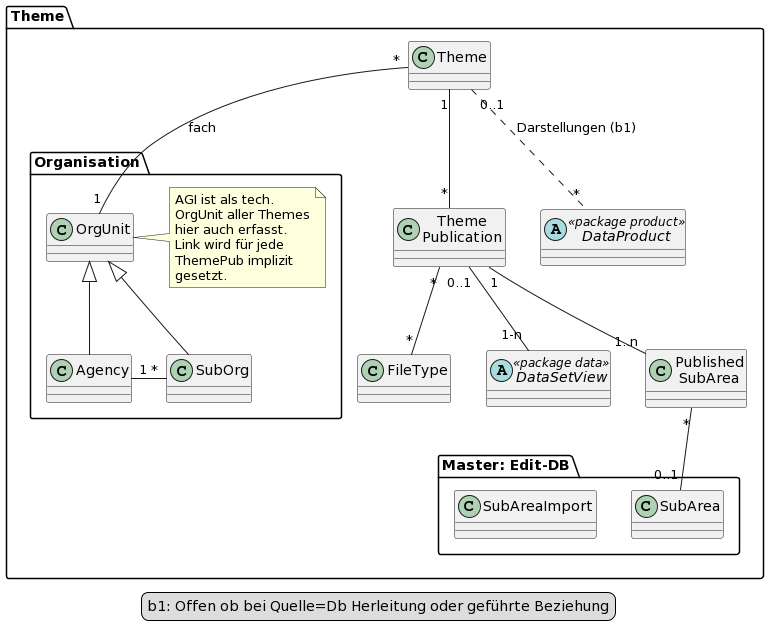 Theme
C Theme
*
0..1
1
fach
Darstellungen (b1)
Organisation
1
*
*
AGI ist als tech.
OrgUnit aller Themes
hier auch erfasst.
Link wird für jede
ThemePub implizit
gesetzt.
C OrgUnit
C Theme
Publication
A «package product»
DataProduct
*
0..1
1
*
1-n
1..n
C Agency
1 *
C SubOrg
C FileType
A «package data»
DataSetView
C Published
SubArea
*
Master: Edit-DB
0..1
C SubAreaImport
C SubArea
b1: Offen ob bei Quelle=Db Herleitung oder geführte Beziehung